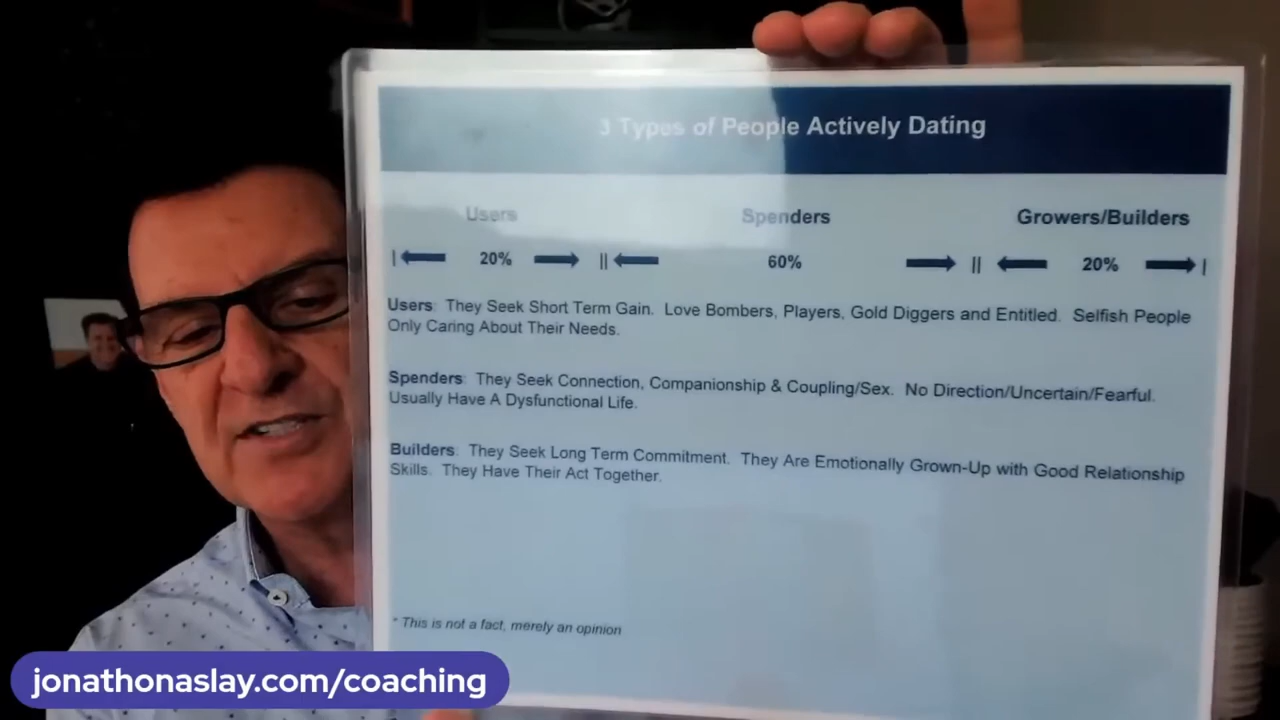 3 Types of People Actively Dating
Users Spenders Growers/Builders
20% 60% 20%
Users: They Seek Short Term Gain. Love Bombers, Players, Gold Diggers and Entitled. Selfish People
Only Caring About Their Needs.
Spenders: They Seek Connection, Companionship & Coupling/Sex. No Direction/Uncertain/Fearful.
Usually Have A Dysfunctional Life.
Builders: They Seek Long Term Commitment. They Are Emotionally Grown-Up with Good Relationship
Skills. They Have Their Act Together.
* This is not a fact, merely an opinion
jonathonaslay.com/coaching